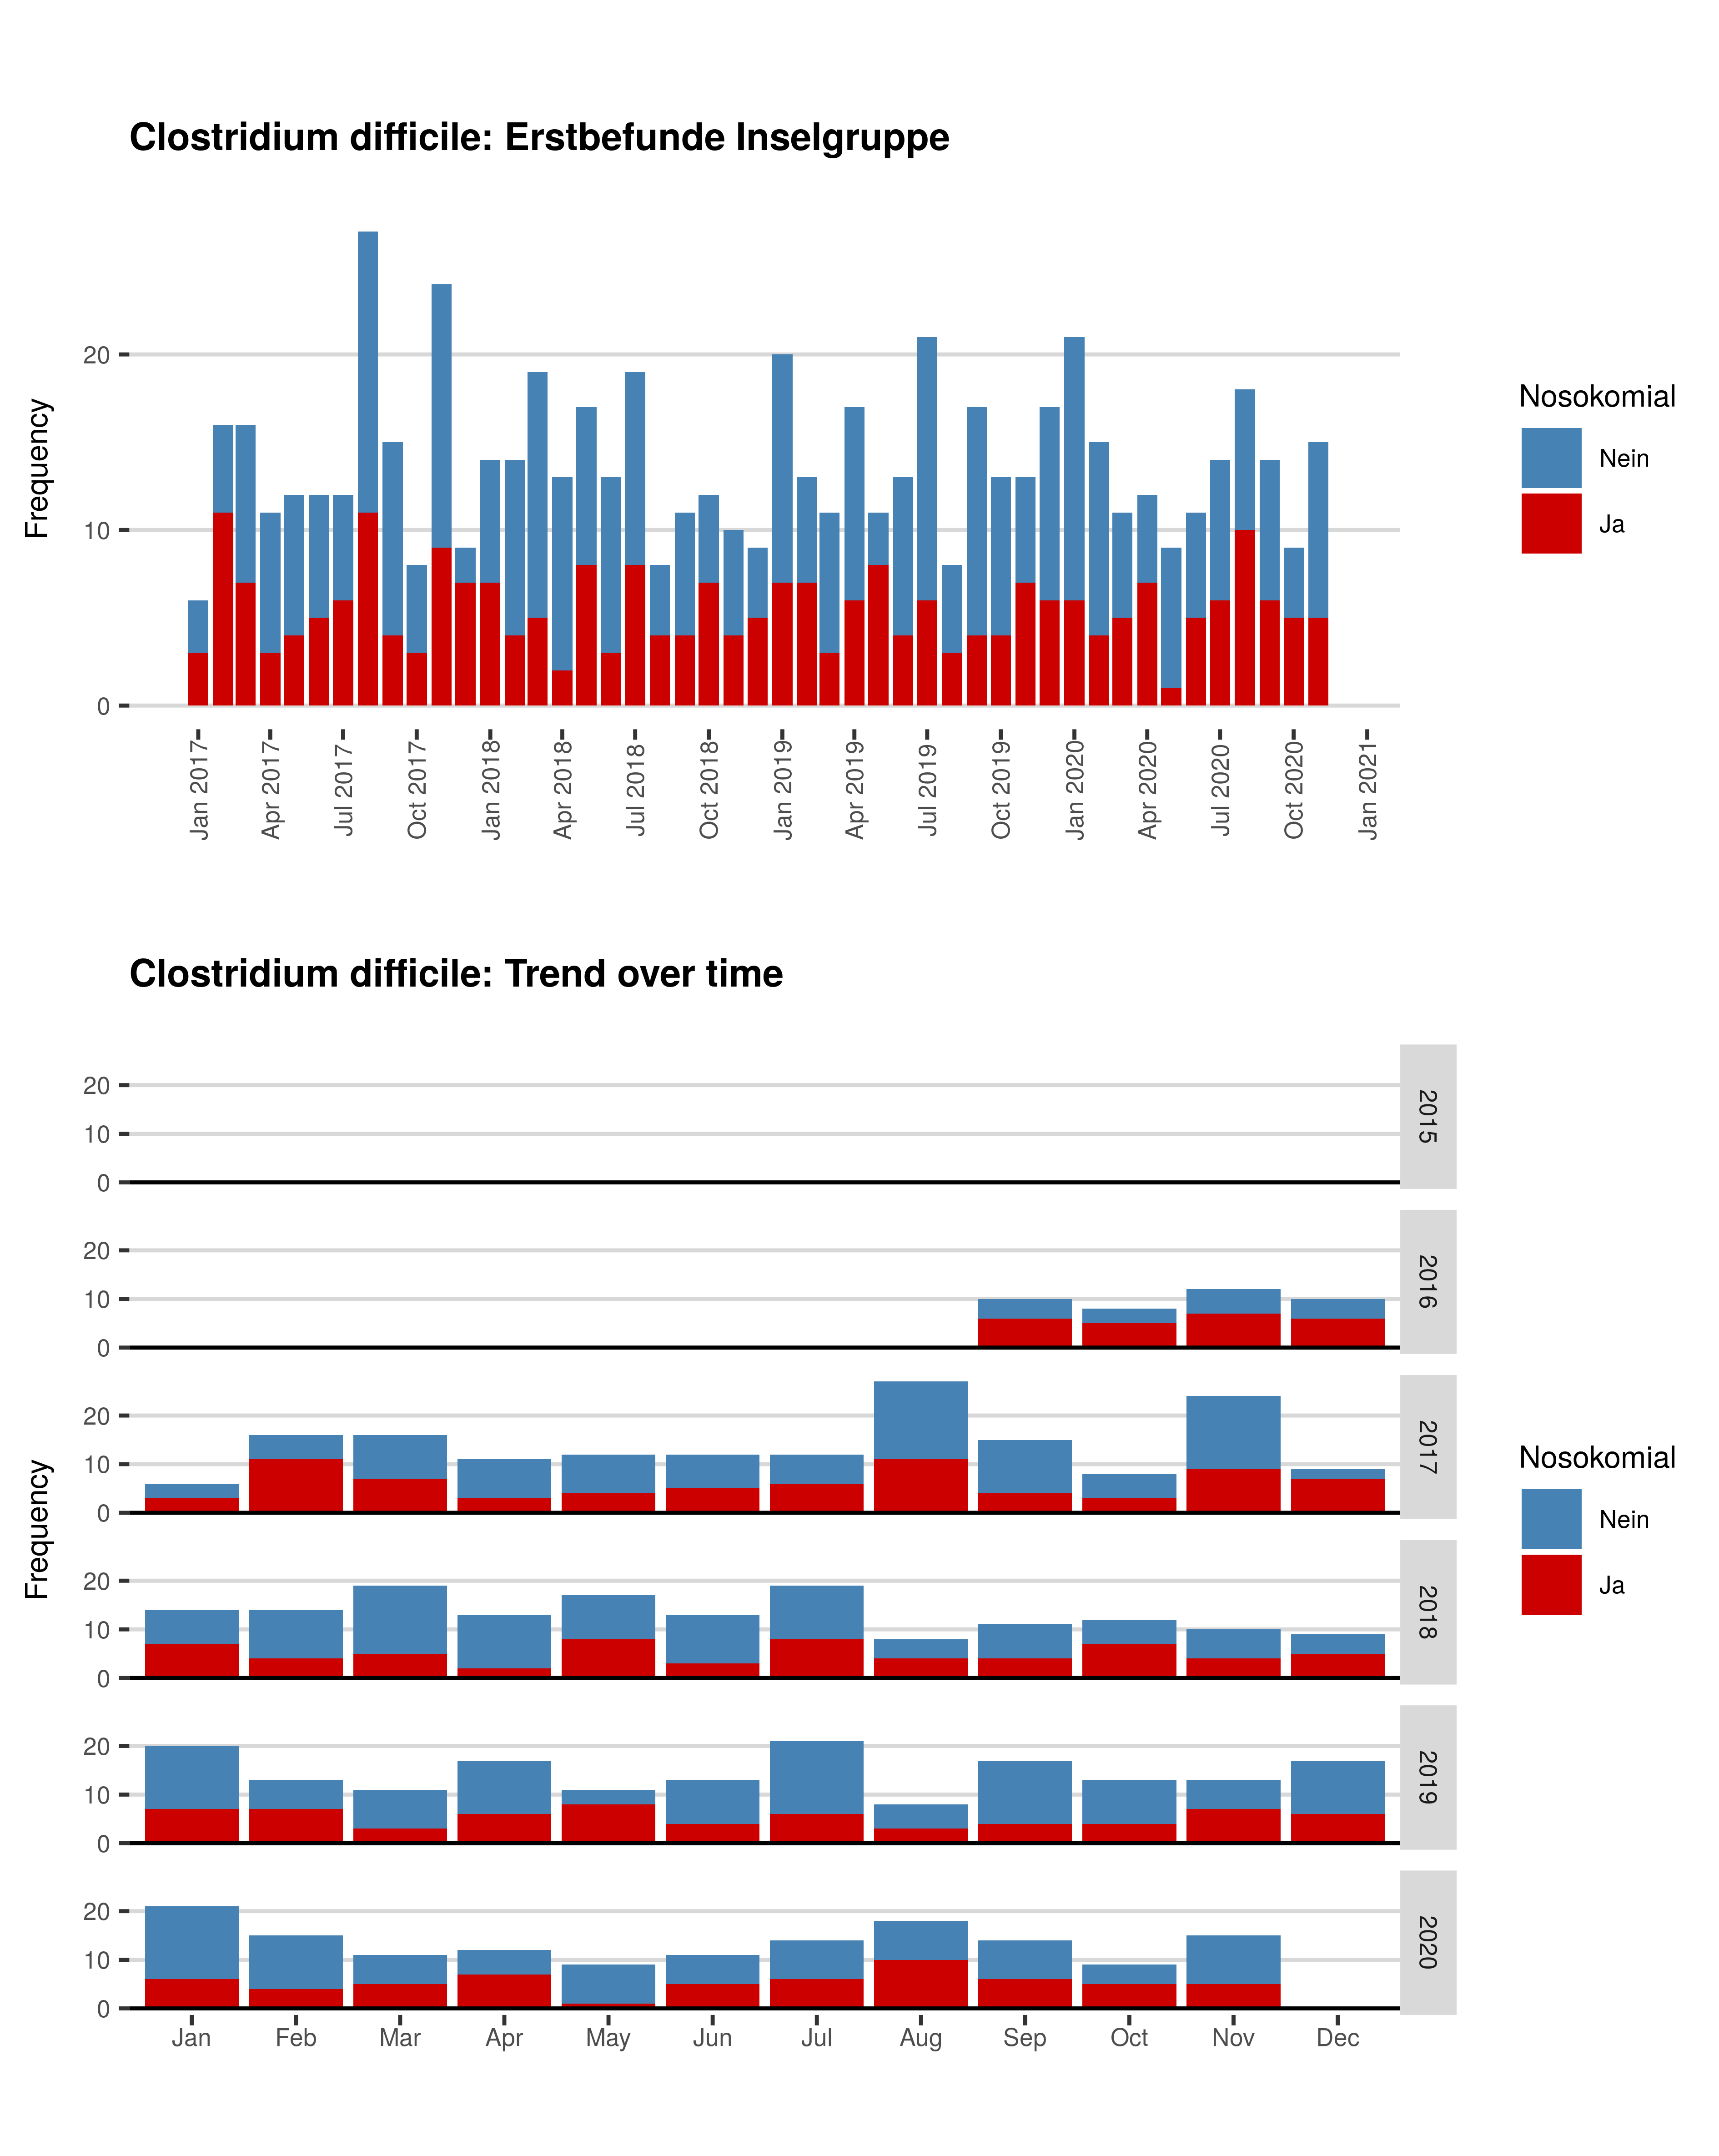 Clostridium difficile: Erstbefunde Inselgruppe
Frequency
20
10
0
Jan 2017
Apr 2017
Jul 2017
Oct 2017
Jan 2018
Apr 2018
Jul 2018
Oct 2018
Jan 2019
Apr 2019
Jul 2019
Oct 2019
Jan 2020
Apr 2020
Jul 2020
Oct 2020
Jan 2021
Nosokomial
Nein
Ja
Clostridium difficile: Trend over time
Frequency
20
10
0
2015
20
10
0
2016
20
10
0
2017
20
10
0
2018
20
10
0
2019
20
10
0
2020
Jan Feb Mar Apr May Jun Jul Aug Sep Oct Nov Dec
Nosokomial
Nein
Ja